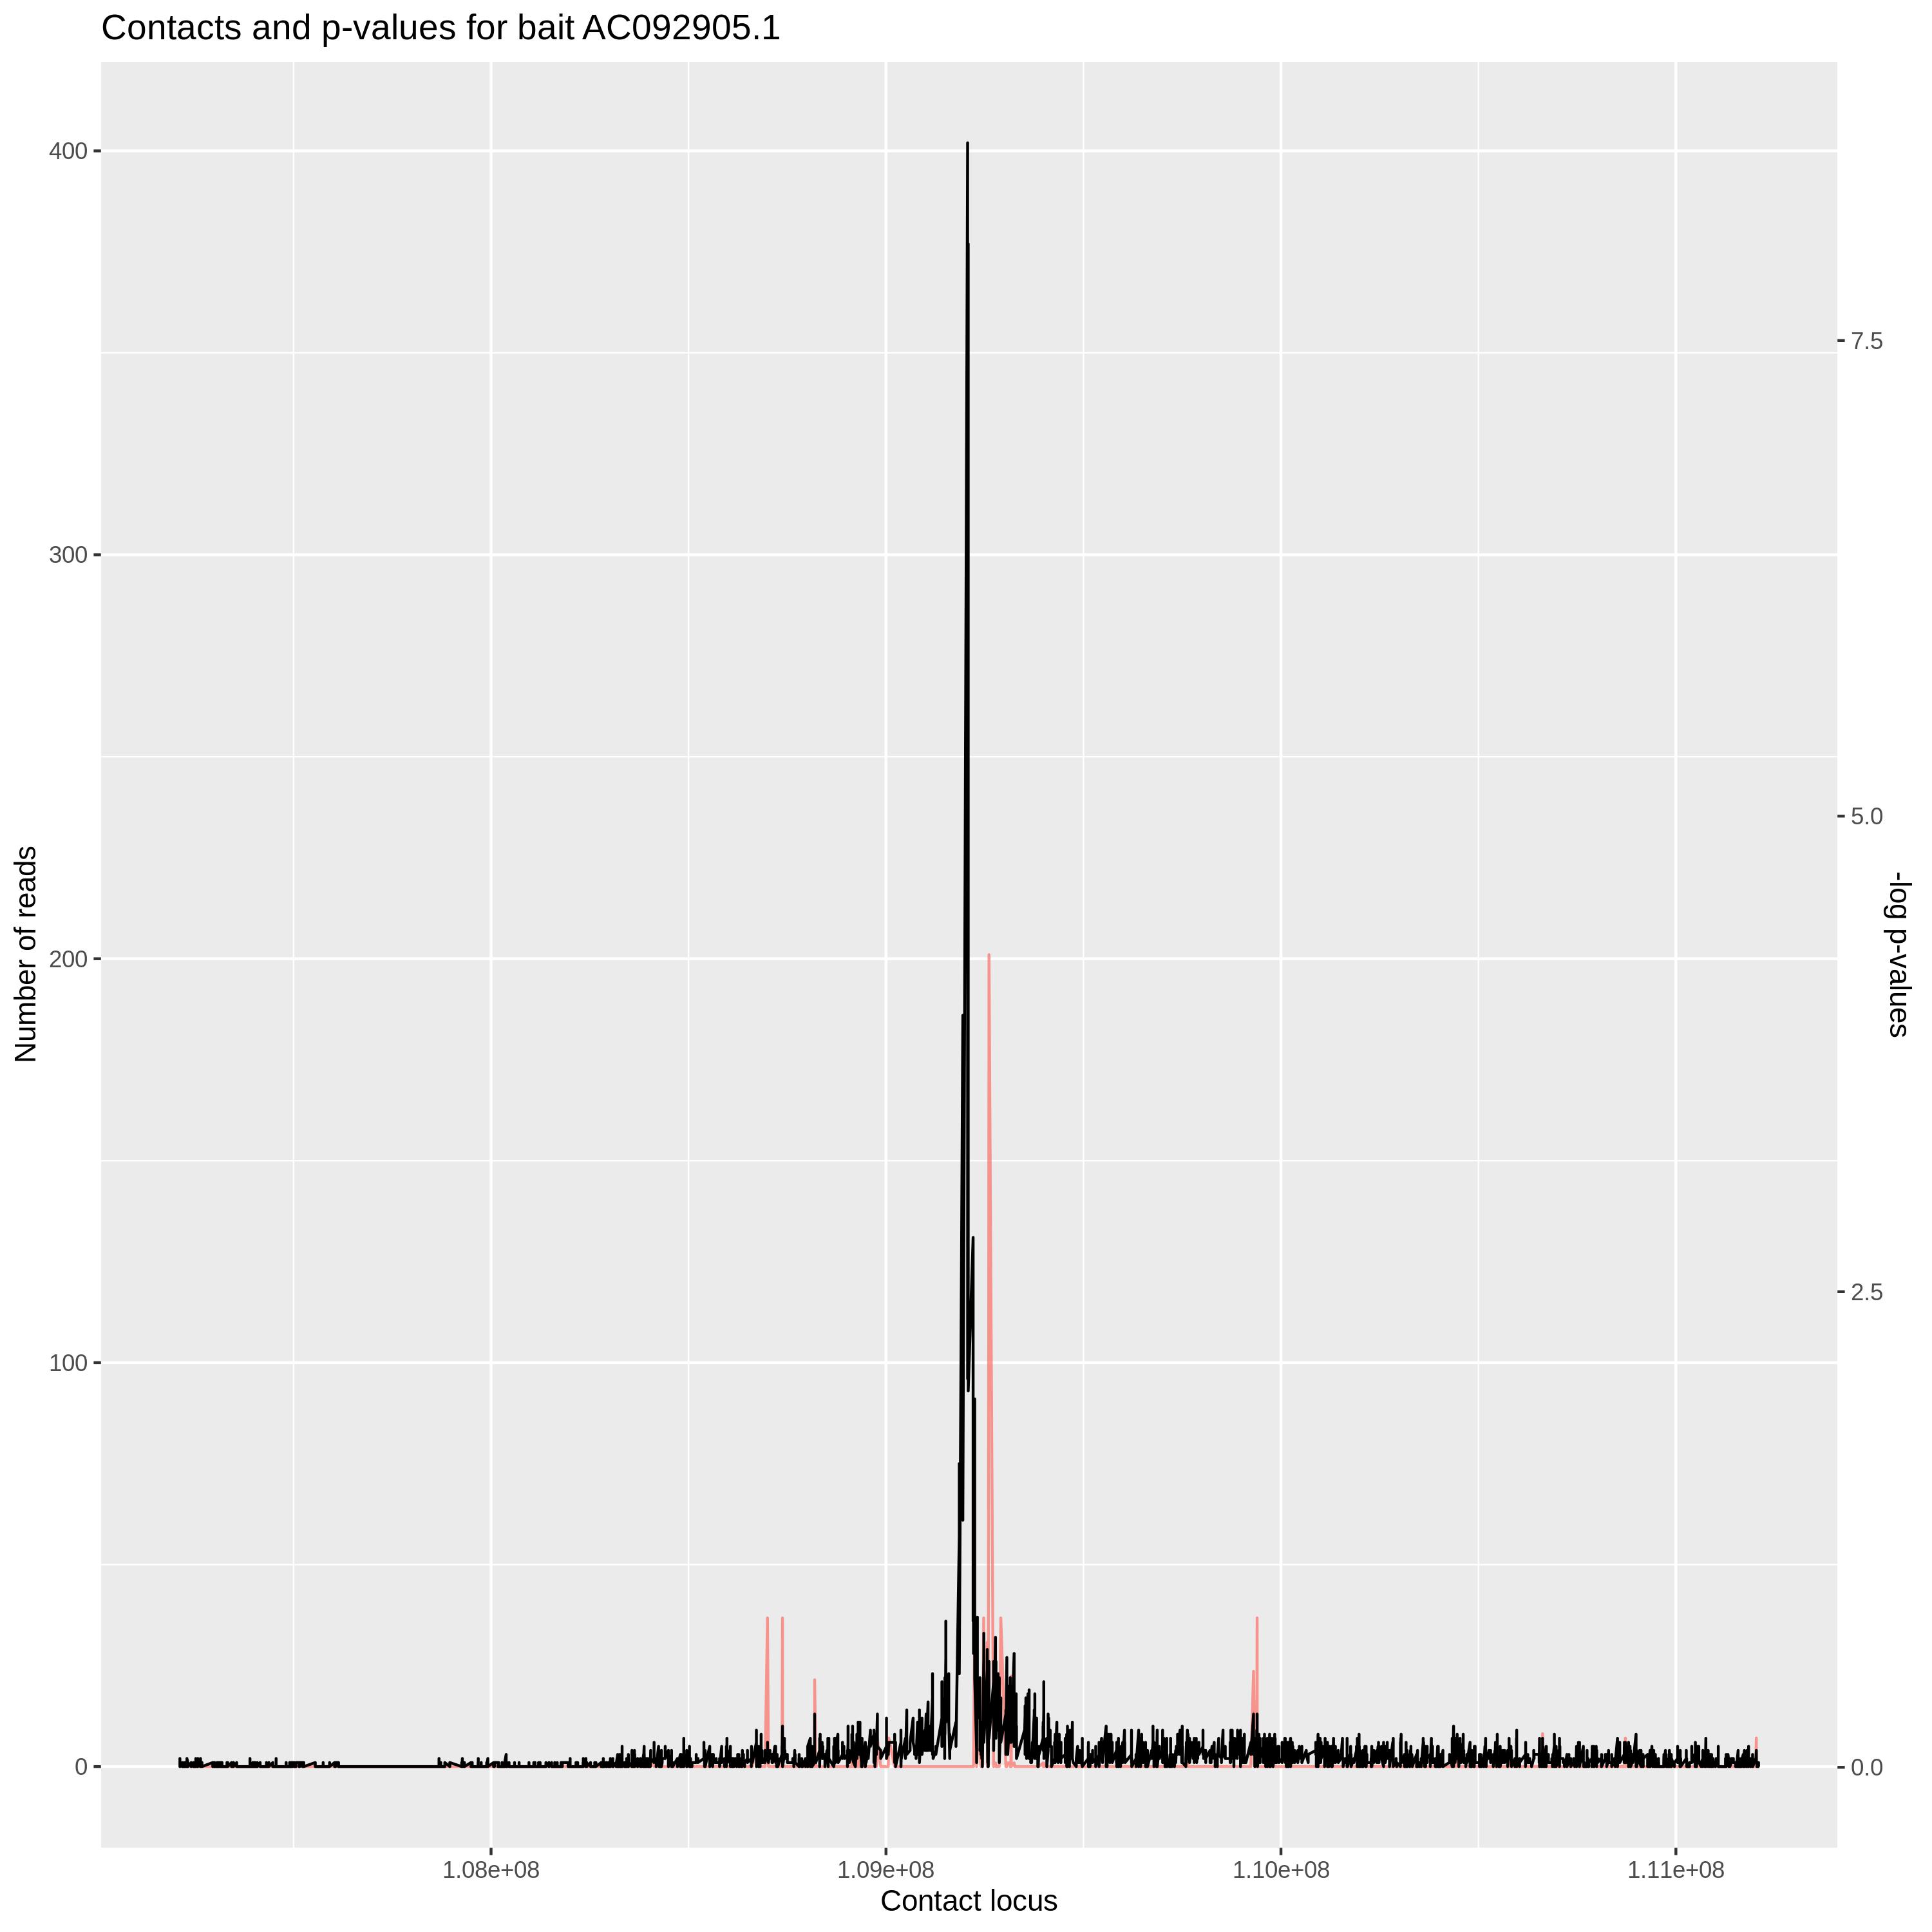 Contacts and p-values for bait AC092905.1
400
300
200
100
0
Number of reads
7.5
5.0
2.5
0.0
-log p-values
1.08e+08
1.09e+08
1.10e+08
1.11e+08
Contact locus